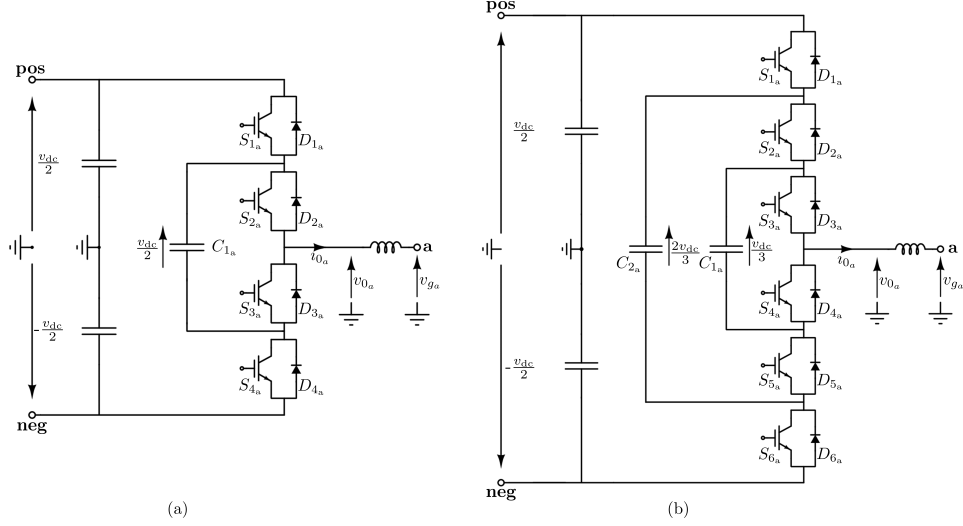 pos
v_dc/2
S_1a
D_1a
S_2a
D_2a
v_dc/2
C_1a
i_0a
a
v_0a
v_ga
S_3a
D_3a
-v_dc/2
S_4a
D_4a
neg
(a)
pos
S_1a
D_1a
v_dc/2
S_2a
D_2a
S_3a
D_3a
C_2a
2v_dc/3
C_1a
v_dc/3
i_0a
a
v_0a
v_ga
S_4a
D_4a
-v_dc/2
S_5a
D_5a
S_6a
D_6a
neg
(b)